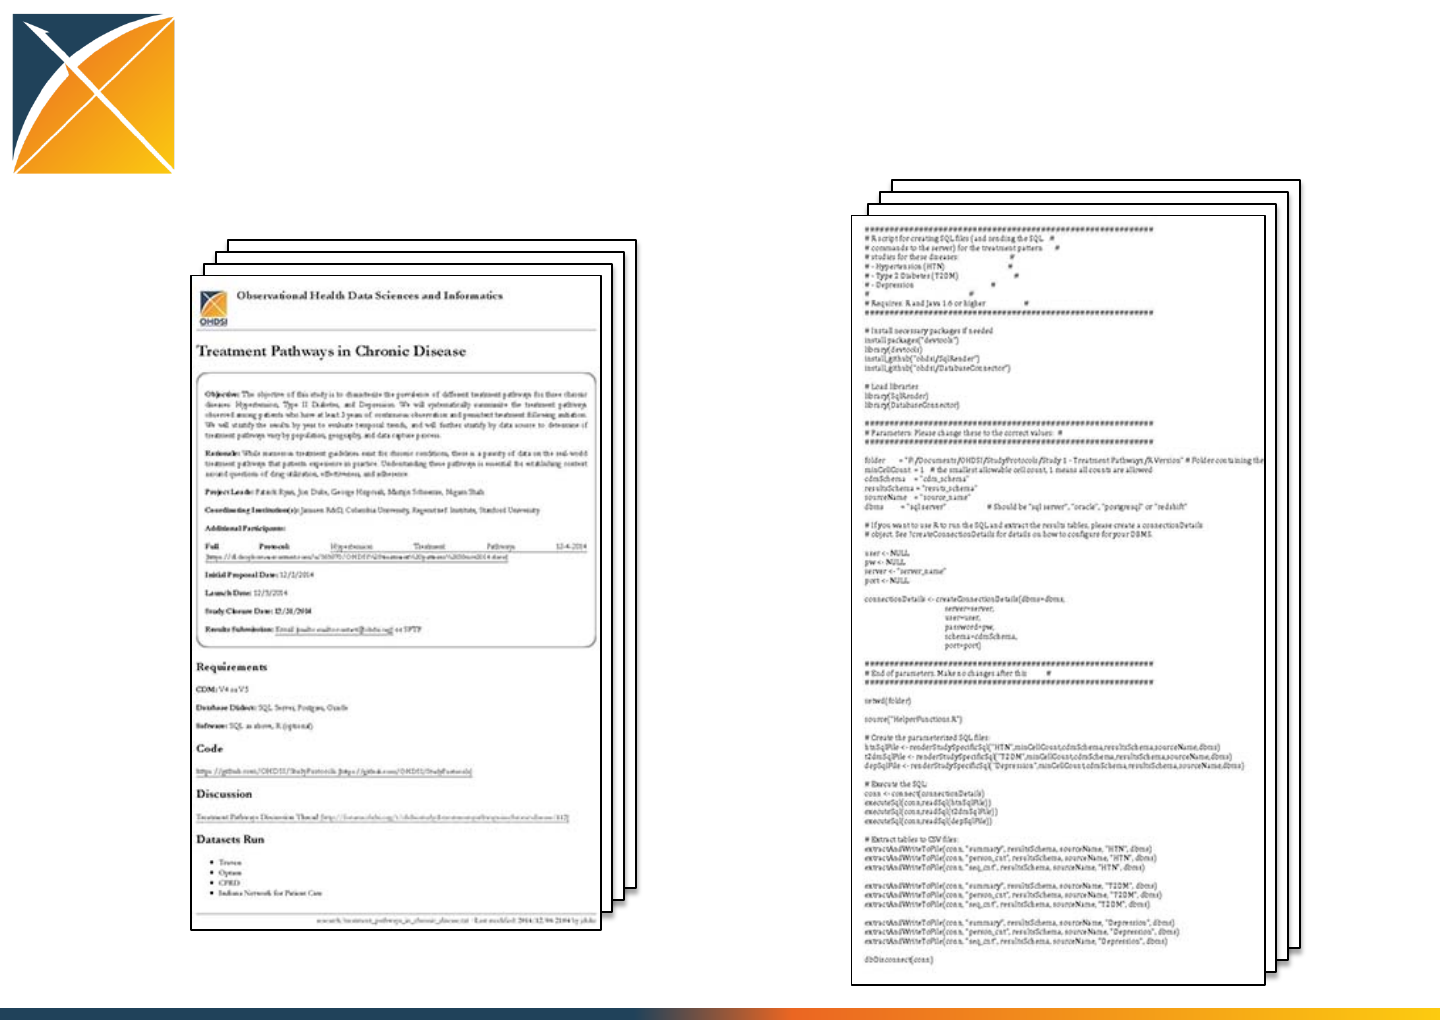 Observational Health Data Sciences and Informatics
OHDSI
Treatment Pathways in Chronic Disease
Objective: The objective of this study is to characterize the prevalence of different treatment pathways for three chronic
diseases: Hypertension, Type II Diabetes, and Depression. We will systematically summarize the treatment pathways
observed among patients who have at least 3 years of continuous observation and persistent treatment following initiation.
We will stratify the results by year to evaluate temporal trends, and will further stratify by data source to determine if
treatment pathways vary by population, geography, and data capture process.
Rationale: While numerous treatment guidelines exist for chronic conditions, there is a paucity of data on the real-world
treatment pathways that patients experience in practice. Understanding these pathways is essential for establishing context
around questions of drug utilization, effectiveness, and adherence.
Project Leads: Patrick Ryan, Jon Duke, George Hripcsak, Martijn Schuemie, Nigam Shah
Coordinating Institution(s): Janssen R&D, Columbia University, Regenstrief Institute, Stanford University
Additional Participants:
Full Protocol: Hypertension Treatment Pathways 12-4-2014
Initial Proposal Date: 12/2/2014
Launch Date: 12/5/2014
Study Closure Date: 12/31/2014
Results Submission: Email or SFTP
Requirements
CDM: V4 or V5
Database Dialect: SQL Server, Postgres, Oracle
Software: SQL as above, R (optional)
Code
https://github.com/OHDSI/StudyProtocols [https://github.com/OHDSI/StudyProtocols]
Discussion
Treatment Pathways Discussion Thread
Datasets Run
• Truven
• Optum
• CPRD
• Indiana Network for Patient Care
research/treatment_pathways_in_chronic_disease.txt · Last modified: 2014/12/06 21:04 by jduke
##########################################################
# R script for creating SQL files (and sending the SQL #
# commands to the server) for the treatment pattern #
# studies for these diseases: #
# - Hypertension (HTN) #
# - Type 2 Diabetes (T2DM) #
# - Depression #
# #
# Requires: R and Java 1.6 or higher #
##########################################################
# Install necessary packages if needed
install.packages("devtools")
library(devtools)
install_github("ohdsi/SqlRender")
install_github("ohdsi/DatabaseConnector")
# Load libraries
library(SqlRender)
library(DatabaseConnector)
##########################################################
# Parameters: Please change these to the correct values: #
##########################################################
folder = "F:/Documents/OHDSI/StudyProtocols/Study 1 - Treatment Pathways/R Version" # Folder containing the
minCellCount = 1 # the smallest allowable cell count, 1 means all counts are allowed
cdmSchema = "cdm_schema"
resultsSchema = "results_schema"
sourceName = "source_name"
dbms = "sql server" # Should be "sql server", "oracle", "postgresql" or "redshift"
# If you want to use R to run the SQL and extract the results tables, please create a connectionDetails
# object. See ?createConnectionDetails for details on how to configure for your DBMS.
user <- NULL
pw <- NULL
server <- "server_name"
port <- NULL
connectionDetails <- createConnectionDetails(dbms=dbms,
server=server,
user=user,
password=pw,
schema=cdmSchema,
port=port)
##########################################################
# End of parameters. Make no changes after this #
##########################################################
setwd(folder)
source("HelperFunctions.R")
# Create the parameterized SQL files:
htnSqlFile <- renderStudySpecificSql("HTN",minCellCount,cdmSchema,resultsSchema,sourceName,dbms)
t2dmSqlFile <- renderStudySpecificSql("T2DM",minCellCount,cdmSchema,resultsSchema,sourceName,dbms)
depSqlFile <- renderStudySpecificSql("Depression",minCellCount,cdmSchema,resultsSchema,sourceName,dbms)
# Execute the SQL:
conn <- connect(connectionDetails)
executeSql(conn,readSql(htnSqlFile))
executeSql(conn,readSql(t2dmSqlFile))
executeSql(conn,readSql(depSqlFile))
# Extract tables to CSV files:
extractAndWriteToFile(conn, "summary", resultsSchema, sourceName, "HTN", dbms)
extractAndWriteToFile(conn, "person_cnt", resultsSchema, sourceName, "HTN", dbms)
extractAndWriteToFile(conn, "seq_cnt", resultsSchema, sourceName, "HTN", dbms)
extractAndWriteToFile(conn, "summary", resultsSchema, sourceName, "T2DM", dbms)
extractAndWriteToFile(conn, "person_cnt", resultsSchema, sourceName, "T2DM", dbms)
extractAndWriteToFile(conn, "seq_cnt", resultsSchema, sourceName, "T2DM", dbms)
extractAndWriteToFile(conn, "summary", resultsSchema, sourceName, "Depression", dbms)
extractAndWriteToFile(conn, "person_cnt", resultsSchema, sourceName, "Depression", dbms)
extractAndWriteToFile(conn, "seq_cnt", resultsSchema, sourceName, "Depression", dbms)
dbDisconnect(conn)